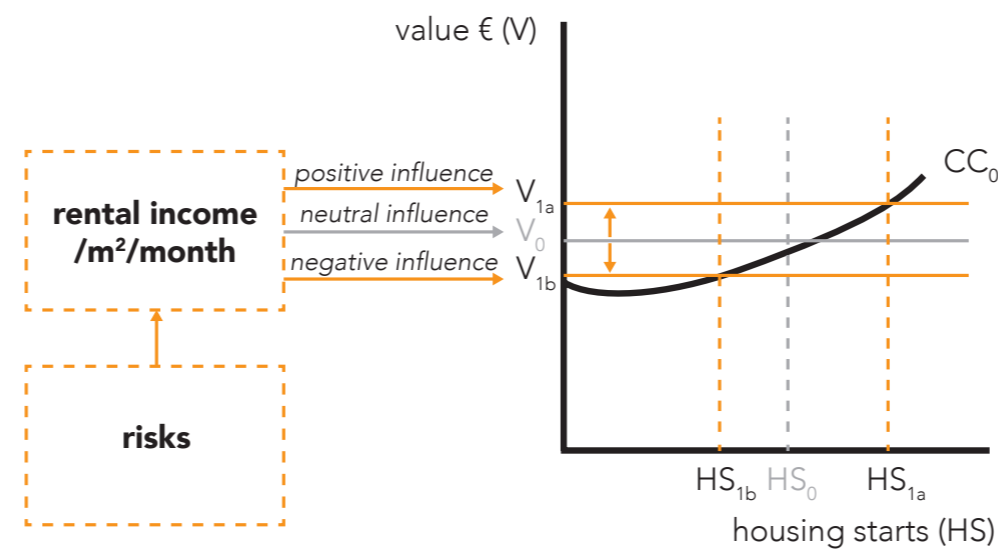 value € (V)
rental income
/m²/month
risks
positive influence
neutral influence
negative influence
V₁ₐ
V₀
V₁b
CC₀
HS₁b HS₀ HS₁ₐ
housing starts (HS)